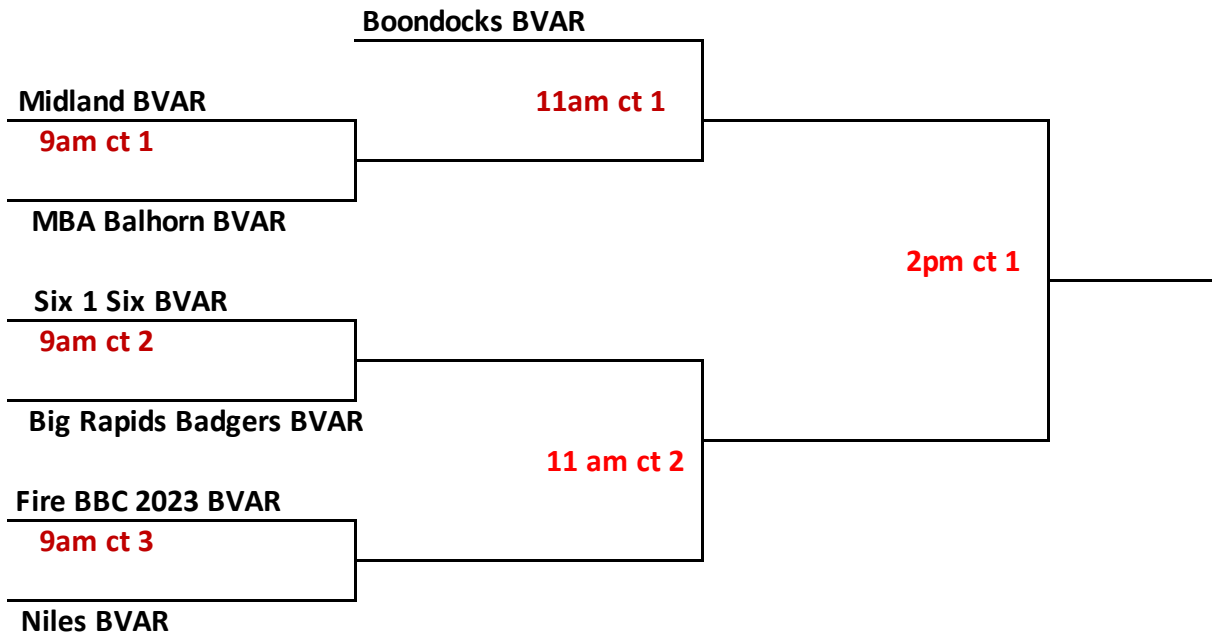 Boondocks BVAR
Midland BVAR
11am ct 1
9am ct 1
MBA Balhorn BVAR
2pm ct 1
Six 1 Six BVAR
9am ct 2
Big Rapids Badgers BVAR
11 am ct 2
Fire BBC 2023 BVAR
9am ct 3
Niles BVAR